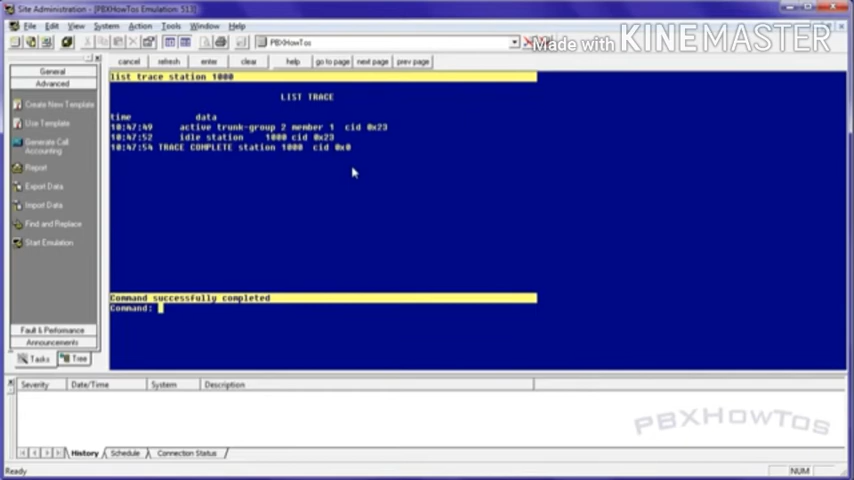 Site Administration - [PBXHowTos Emulation: 513]
Made with KINEMASTER
File Edit View System Action Tools Window Help
PBXHowTos
cancel refresh enter clear help go to page next page prev page
General
Advanced
Create New Template
Use Template
Generate Call Accounting
Report
Export Data
Import Data
Find and Replace
Start Emulation
Fault & Performance
Announcements
Tasks Tree
list trace station 1000
LIST TRACE
time data
10:47:49 active trunk-group 2 member 1 cid 0x23
10:47:52 idle station 1000 cid 0x23
10:47:54 TRACE COMPLETE station 1000 cid 0x0
Command successfully completed
Command:
Severity Date/Time System Description
PBXHowTos
History Schedule Connection Status
Ready NUM